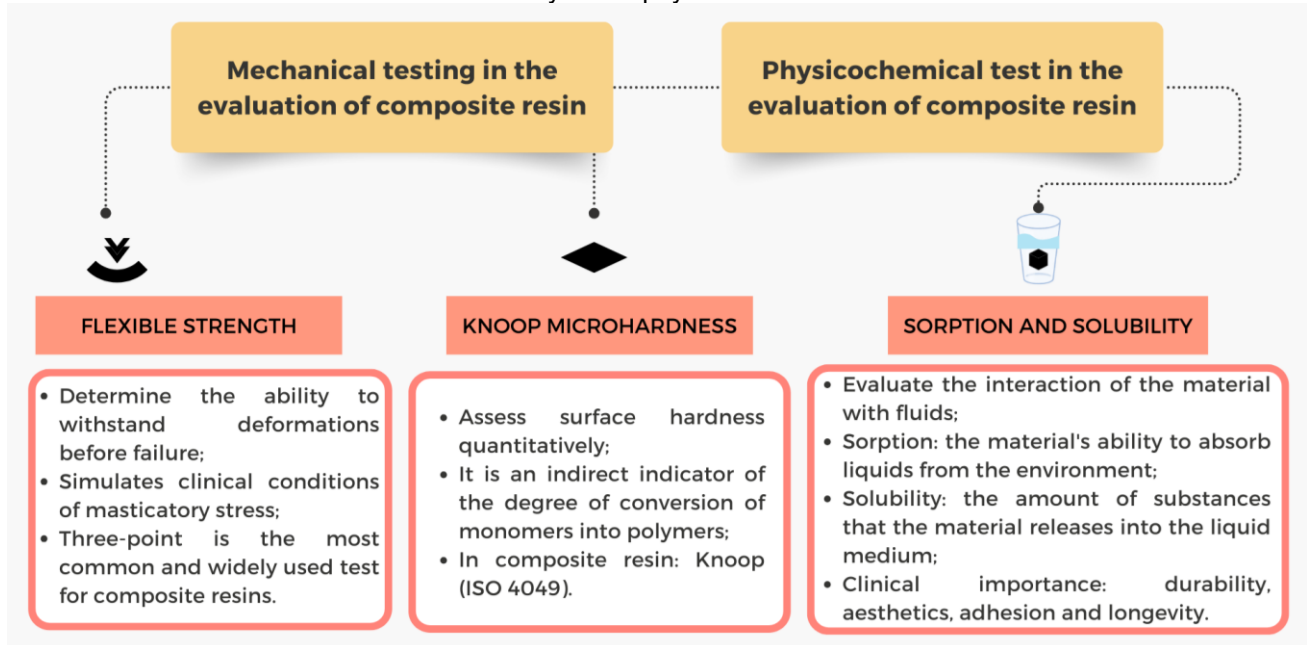 Mechanical testing in the
evaluation of composite resin
Physicochemical test in the
evaluation of composite resin
FLEXIBLE STRENGTH
• Determine the ability to
withstand deformations
before failure;
• Simulates clinical conditions
of masticatory stress;
• Three-point is the most
common and widely used test
for composite resins.
KNOOP MICROHARDNESS
• Assess surface hardness
quantitatively;
• It is an indirect indicator of
the degree of conversion of
monomers into polymers;
• In composite resin: Knoop
(ISO 4049).
SORPTION AND SOLUBILITY
• Evaluate the interaction of the material
with fluids;
• Sorption: the material's ability to absorb
liquids from the environment;
• Solubility: the amount of substances
that the material releases into the liquid
medium;
• Clinical importance: durability,
aesthetics, adhesion and longevity.